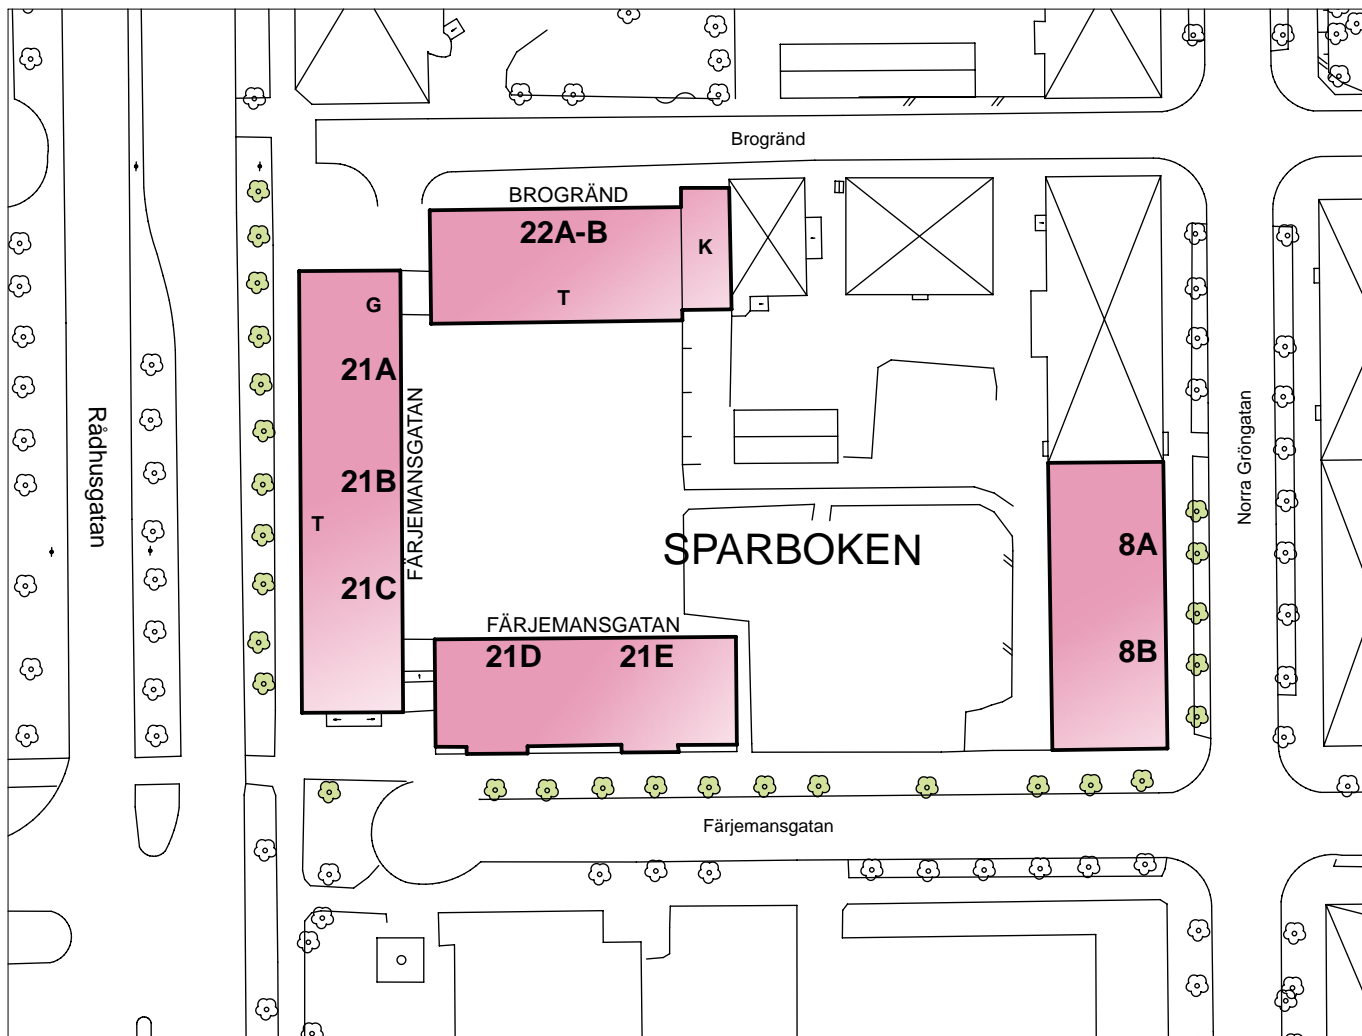 Brogränd
BROGRÄND
22A-B
K
T
G
21A
Rådhusgatan
FÄRJEMANSGATAN
21B
T
21C
Norra Gröngatan
SPARBOKEN
8A
8B
FÄRJEMANSGATAN
21D
21E
Färjemansgatan